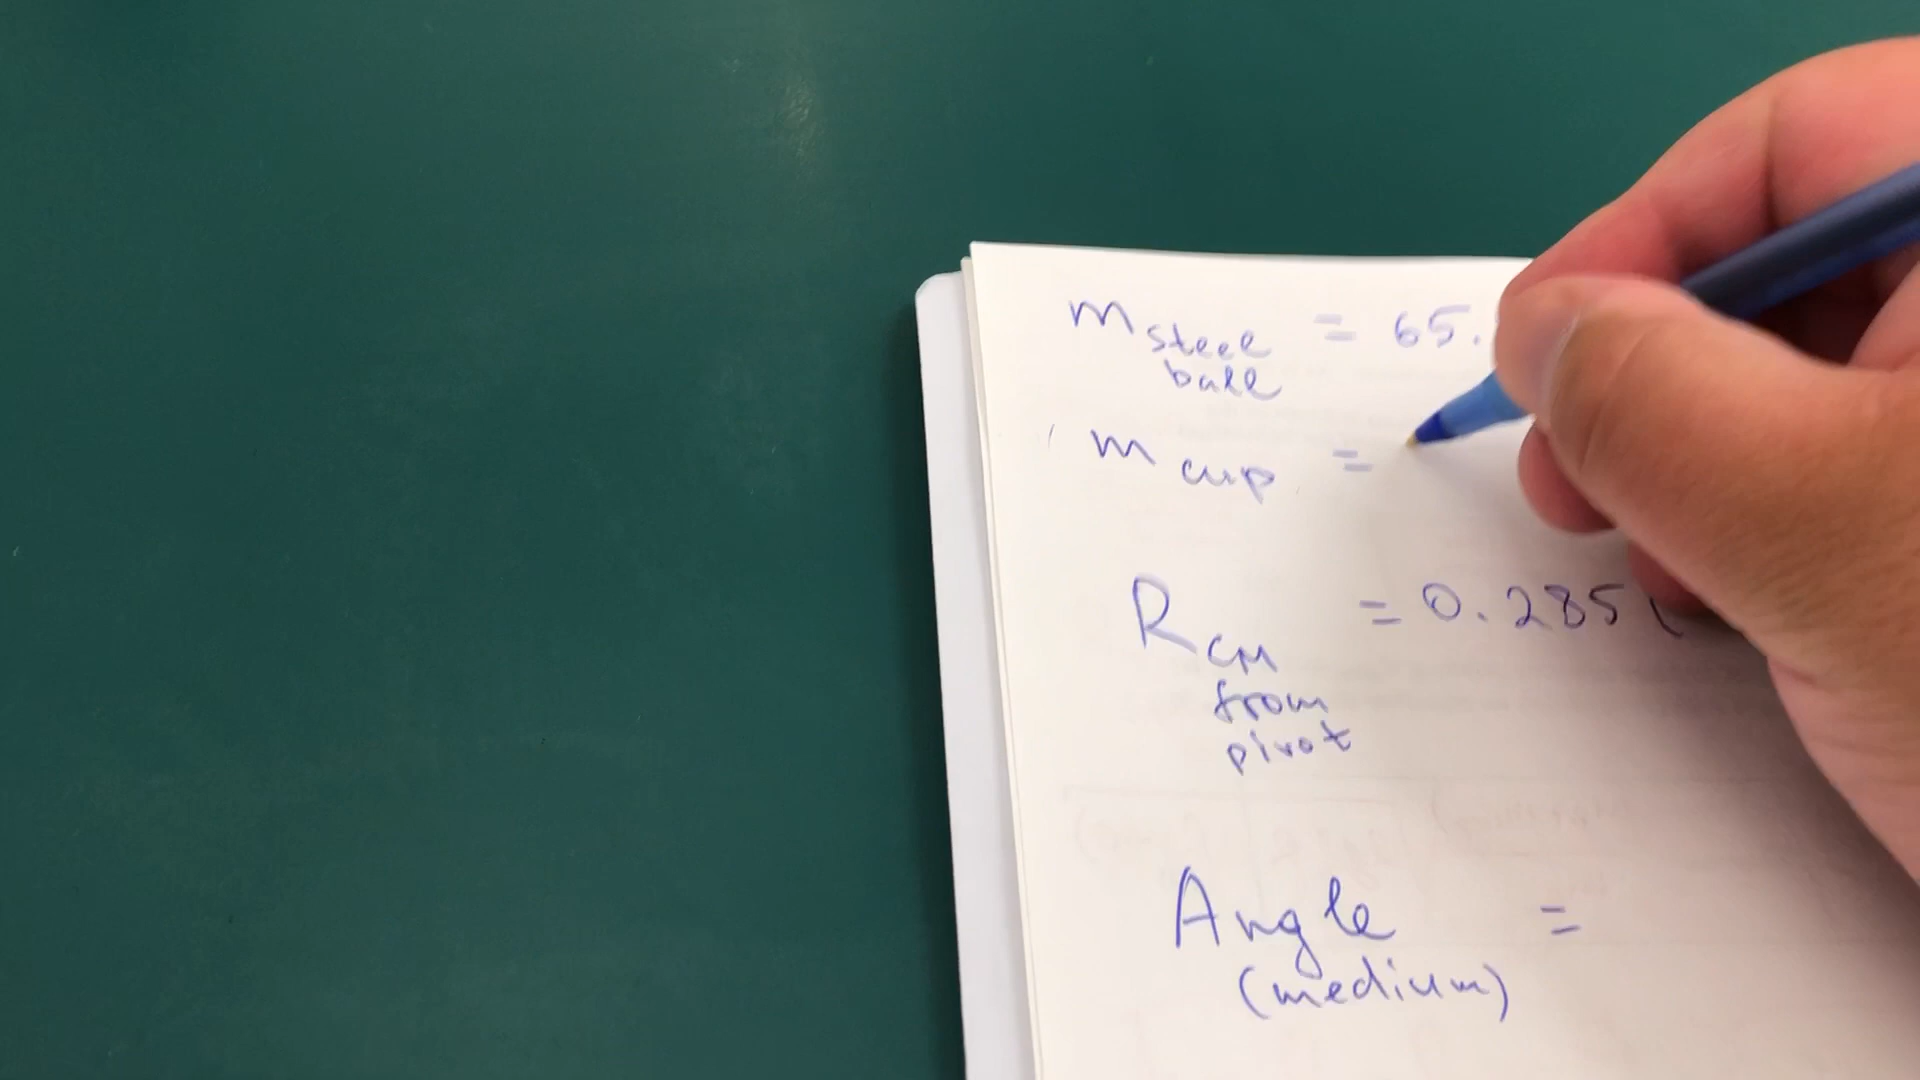 m steel ball = 65.
m cup =
R CM from pivot = 0.285
Angle (medium) =